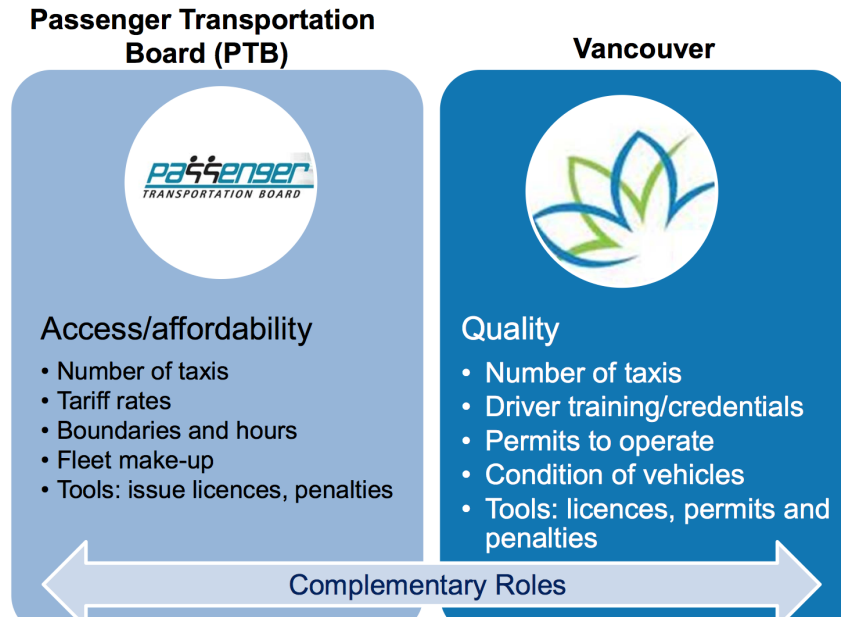 Passenger Transportation
Board (PTB)
passenger
TRANSPORTATION BOARD
Access/affordability
• Number of taxis
• Tariff rates
• Boundaries and hours
• Fleet make-up
• Tools: issue licences, penalties
Vancouver
Quality
• Number of taxis
• Driver training/credentials
• Permits to operate
• Condition of vehicles
• Tools: licences, permits and
penalties
Complementary Roles